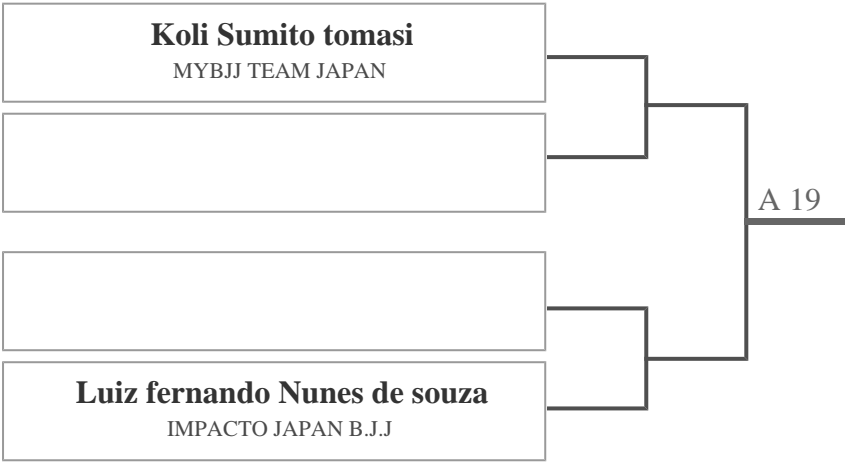 Koli Sumito tomasi
MYBJJ TEAM JAPAN
A 19
Luiz fernando Nunes de souza
IMPACTO JAPAN B.J.J